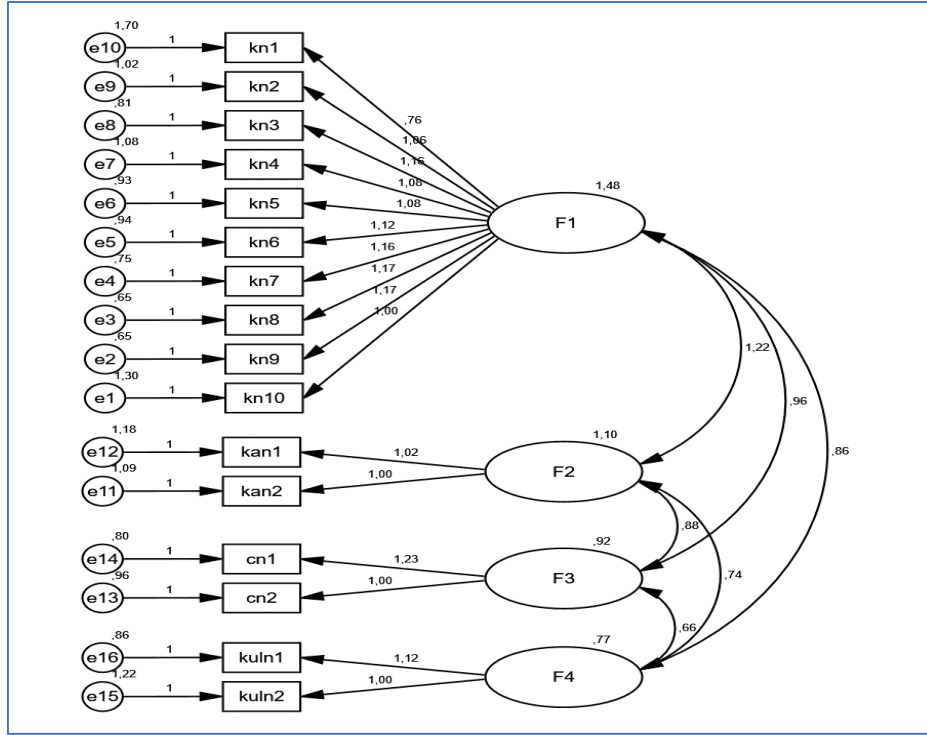 1,70
e10 1 kn1
1,02
e9 1 kn2
,81
e8 1 kn3
1,08
e7 1 kn4
,93
e6 1 kn5
,94
e5 1 kn6
,75
e4 1 kn7
,65
e3 1 kn8
,65
e2 1 kn9
1,30
e1 1 kn10
,76
1,06
1,16
1,08
1,08
1,12
1,16
1,17
1,17
1,00
1,48
F1
1,22
,96
,86
1,18
e12 1 kan1 1,02
1,09
e11 1 kan2 1,00
1,10
F2
,88
,74
,80
e14 1 cn1 1,23
,96
e13 1 cn2 1,00
,92
F3
,66
,86
e16 1 kuln1 1,12
1,22
e15 1 kuln2 1,00
,77
F4